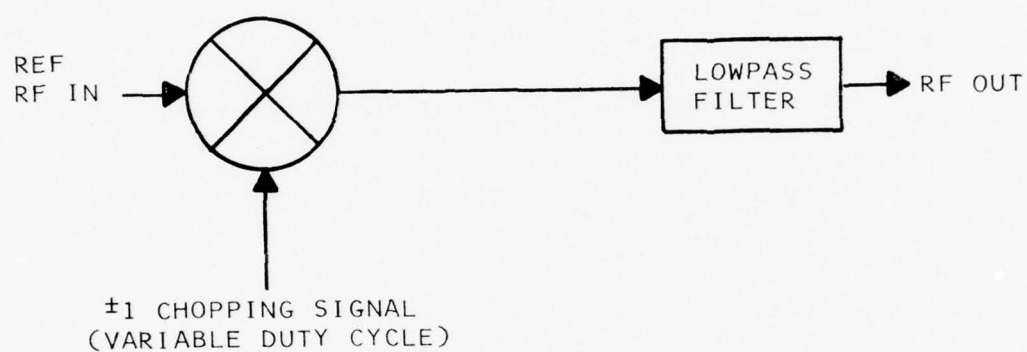 REF
RF IN
LOWPASS
FILTER
RF OUT
±1 CHOPPING SIGNAL
(VARIABLE DUTY CYCLE)